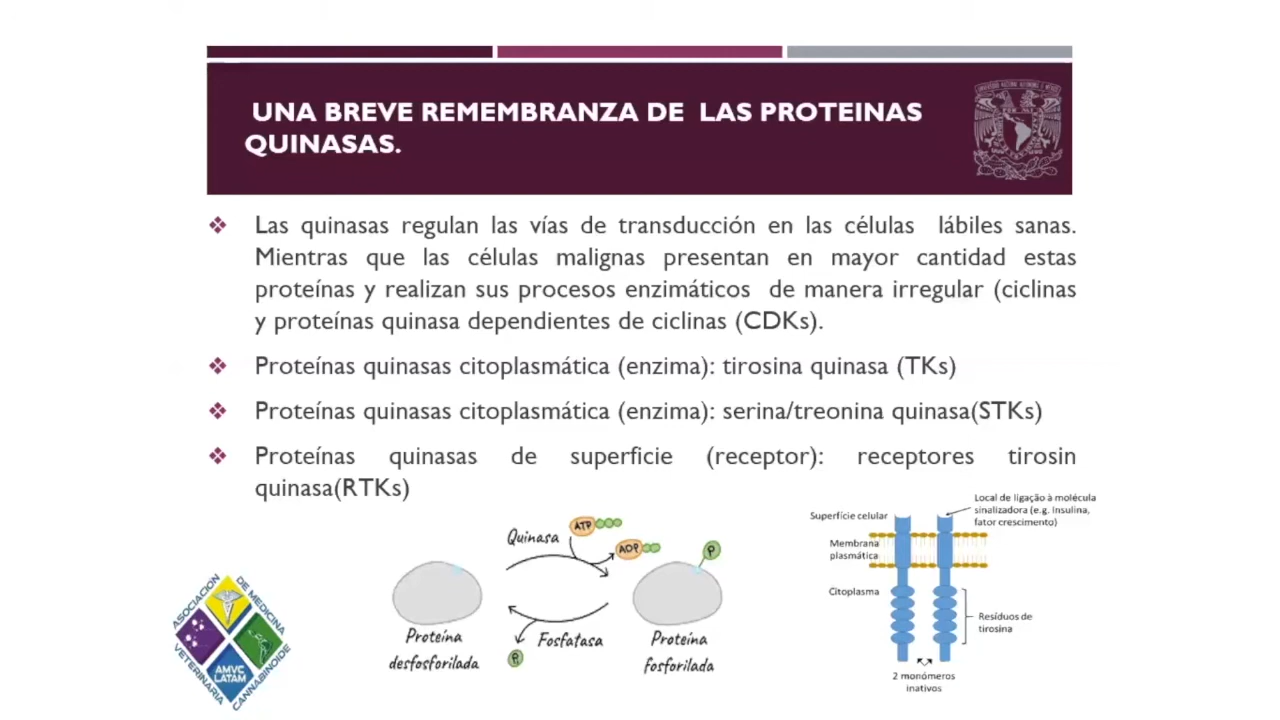 UNA BREVE REMEMBRANZA DE LAS PROTEINAS
QUINASAS.
Las quinasas regulan las vías de transducción en las células lábiles sanas.
Mientras que las células malignas presentan en mayor cantidad estas
proteínas y realizan sus procesos enzimáticos de manera irregular (ciclinas
y proteínas quinasa dependientes de ciclinas (CDKs).
Proteínas quinasas citoplasmática (enzima): tirosina quinasa (TKs)
Proteínas quinasas citoplasmática (enzima): serina/treonina quinasa(STKs)
Proteínas quinasas de superficie (receptor): receptores tirosin
quinasa(RTKs)
Quinasa
ATP
ADP
P
Proteína
desfosforilada
Fosfatasa
P
Proteína
fosforilada
Superfície celular
Local de ligação à molécula
sinalizadora (e.g. Insulina,
fator crescimento)
Membrana
plasmática
Citoplasma
Resíduos de
tirosina
2 monómeros
inativos
ASOCIACION
DE MEDICINA
VETERINARIA
CANNABINOIDE
AMVC
LATAM